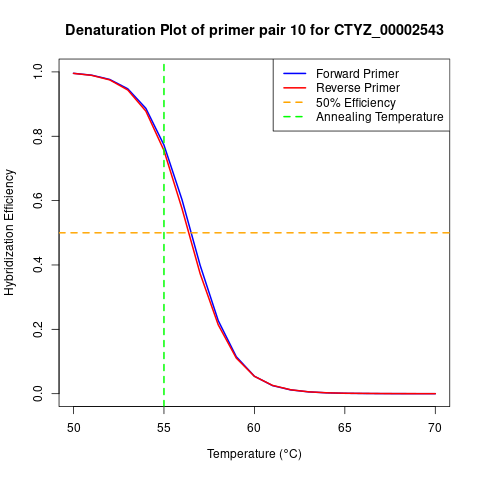 Denaturation Plot of primer pair 10 for CTYZ_00002543
Forward Primer
Reverse Primer
50% Efficiency
Annealing Temperature
Hybridization Efficiency
1.0
0.8
0.6
0.4
0.2
0.0
50 55 60 65 70
Temperature (°C)